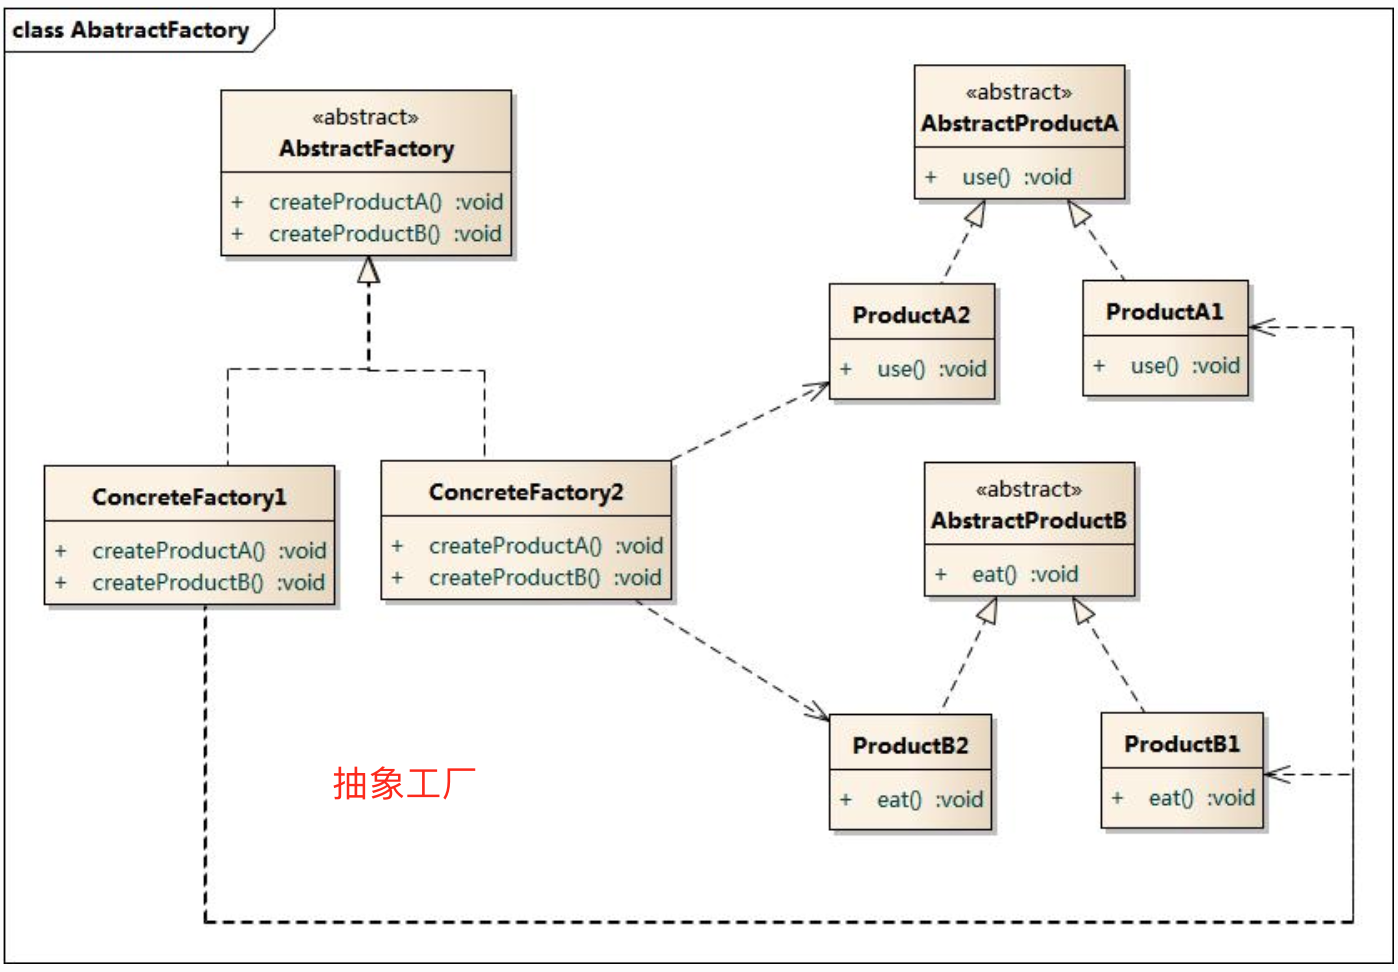 class AbatractFactory
«abstract»
AbstractFactory
+ createProductA() :void
+ createProductB() :void
«abstract»
AbstractProductA
+ use() :void
ProductA2
+ use() :void
ProductA1
+ use() :void
ConcreteFactory1
+ createProductA() :void
+ createProductB() :void
ConcreteFactory2
+ createProductA() :void
+ createProductB() :void
«abstract»
AbstractProductB
+ eat() :void
ProductB2
+ eat() :void
ProductB1
+ eat() :void
抽象工厂